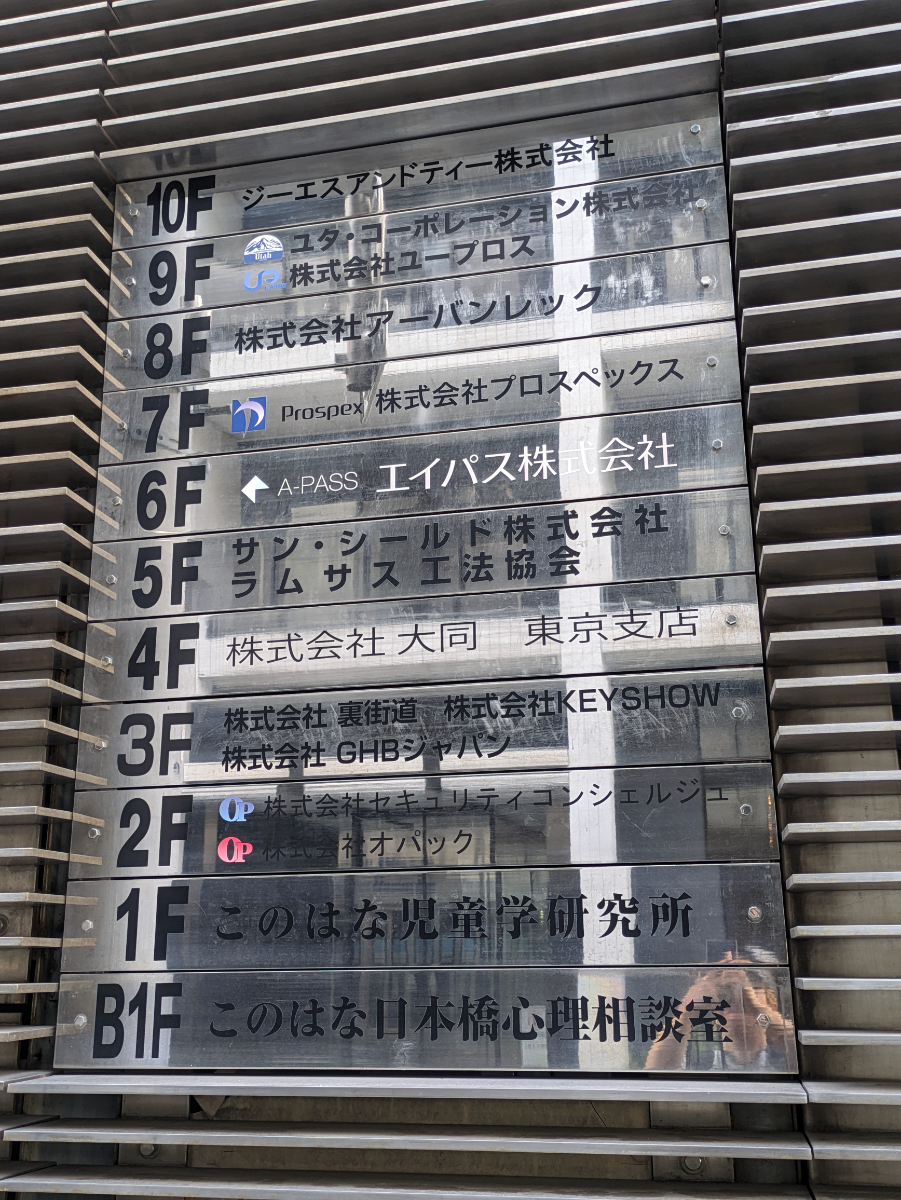 10F ジーエスアンドティー株式会社
9F Utah ユタ・コーポレーション株式会社
UP 株式会社ユープロス
8F 株式会社アーバンレック
7F Prospex 株式会社プロスペックス
6F A-PASS エイパス株式会社
5F サン・シールド株式会社
ラムサス工法協会
4F 株式会社 大同 東京支店
3F 株式会社 裏街道 株式会社KEYSHOW
株式会社 GHBジャパン
2F OP 株式会社セキュリティコンシェルジュ
OP 株式会社オパック
1F このはな児童学研究所
B1F このはな日本橋心理相談室